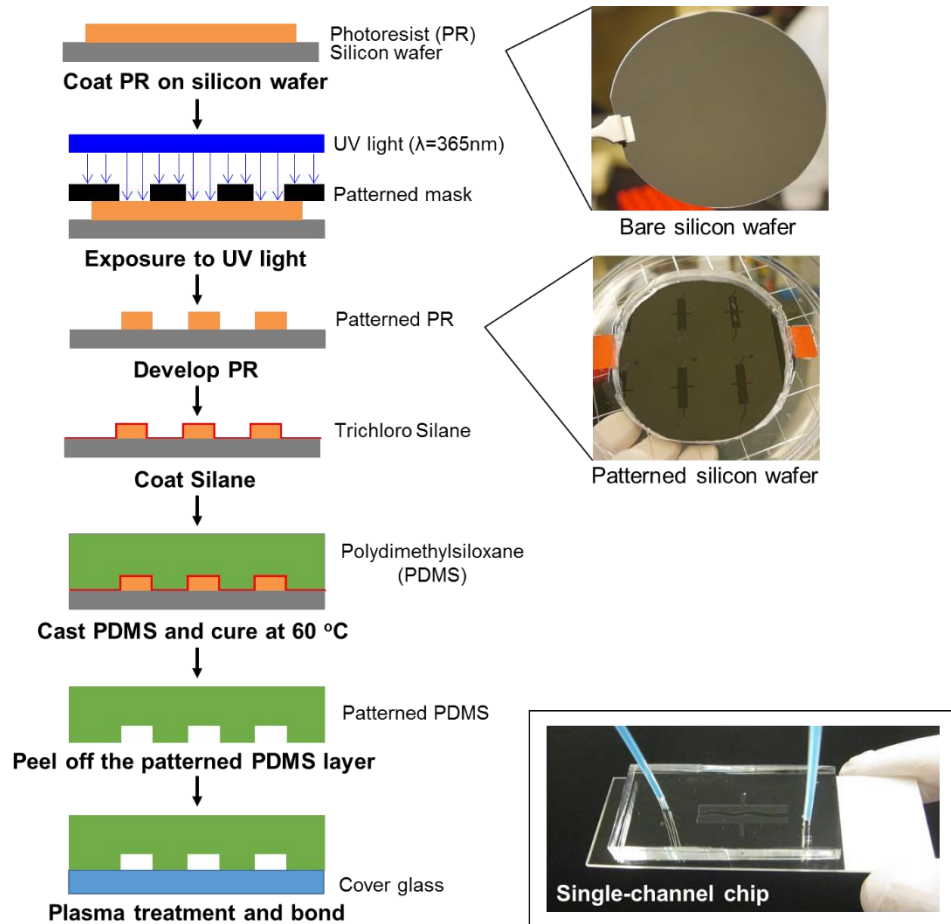 Photoresist (PR)
Silicon wafer
Coat PR on silicon wafer
UV light (λ=365nm)
Patterned mask
Bare silicon wafer
Exposure to UV light
Patterned PR
Develop PR
Trichloro Silane
Coat Silane
Patterned silicon wafer
Polydimethylsiloxane
(PDMS)
Cast PDMS and cure at 60 °C
Patterned PDMS
Peel off the patterned PDMS layer
Cover glass
Plasma treatment and bond
Single-channel chip